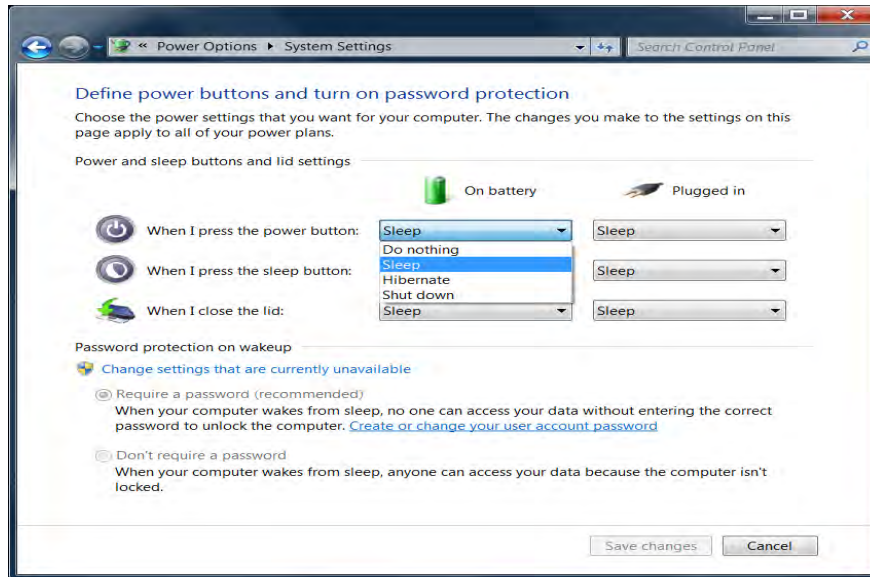 « Power Options ▸ System Settings
Search Control Panel
Define power buttons and turn on password protection
Choose the power settings that you want for your computer. The changes you make to the settings on this
page apply to all of your power plans.
Power and sleep buttons and lid settings
On battery Plugged in
When I press the power button: Sleep Sleep
Do nothing
Sleep
Hibernate
Shut down
When I press the sleep button: Sleep
When I close the lid: Sleep Sleep
Password protection on wakeup
Change settings that are currently unavailable
Require a password (recommended)
When your computer wakes from sleep, no one can access your data without entering the correct
password to unlock the computer. Create or change your user account password
Don't require a password
When your computer wakes from sleep, anyone can access your data because the computer isn't
locked.
Save changes Cancel